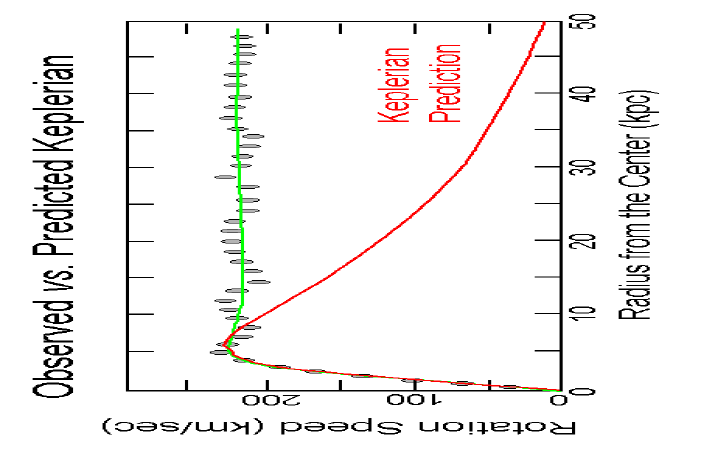 Observed vs. Predicted Keplerian
Keplerian
Prediction
200
100
0
Rotation Speed (km/sec)
0
10
20
30
40
50
Radius from the Center (kpc)